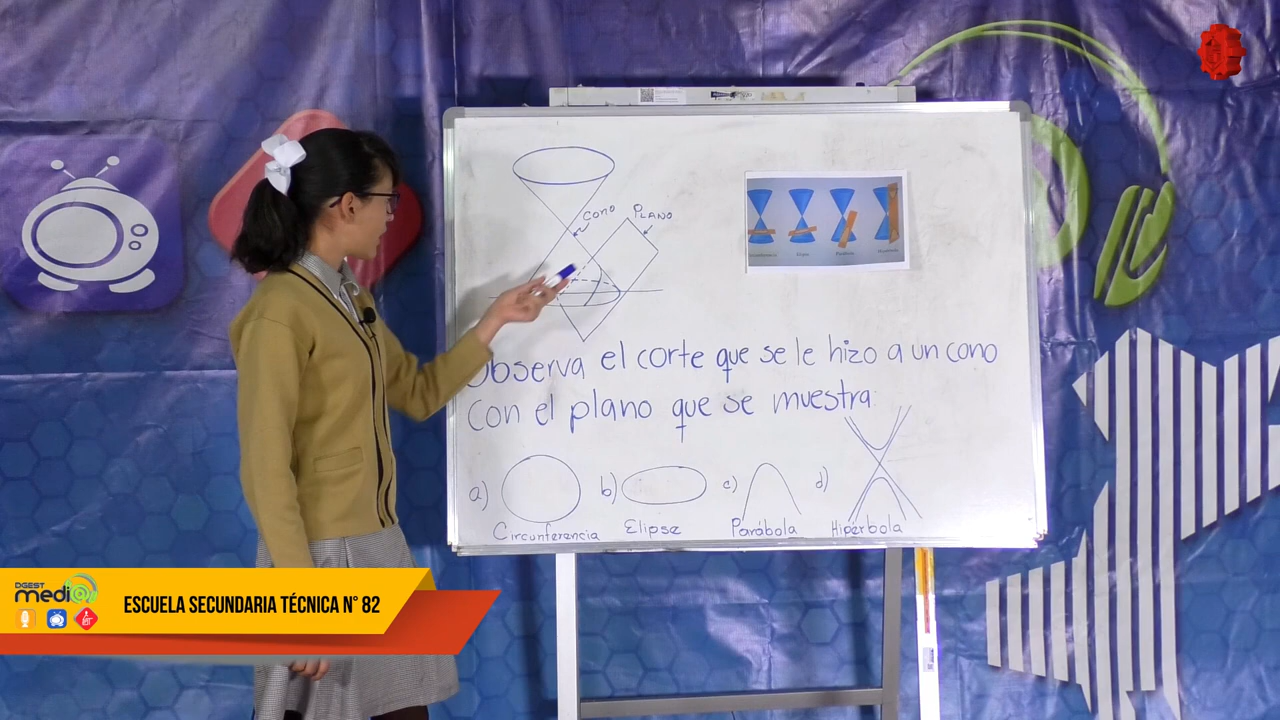 CONO
PLANO
Observa el corte que se le hizo a un cono
con el plano que se muestra:
a) b) c) d)
Circunferencia Elipse Parábola Hipérbola
DGEST
medi@
ESCUELA SECUNDARIA TÉCNICA N° 82